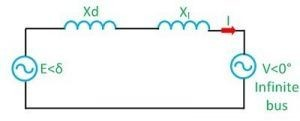 Xd
Xl
I
E<δ
V<0°
Infinite
bus